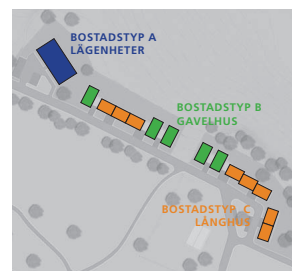 BOSTADSTYP A
LÄGENHETER
BOSTADSTYP B
GAVELHUS
BOSTADSTYP C
LÅNGHUS